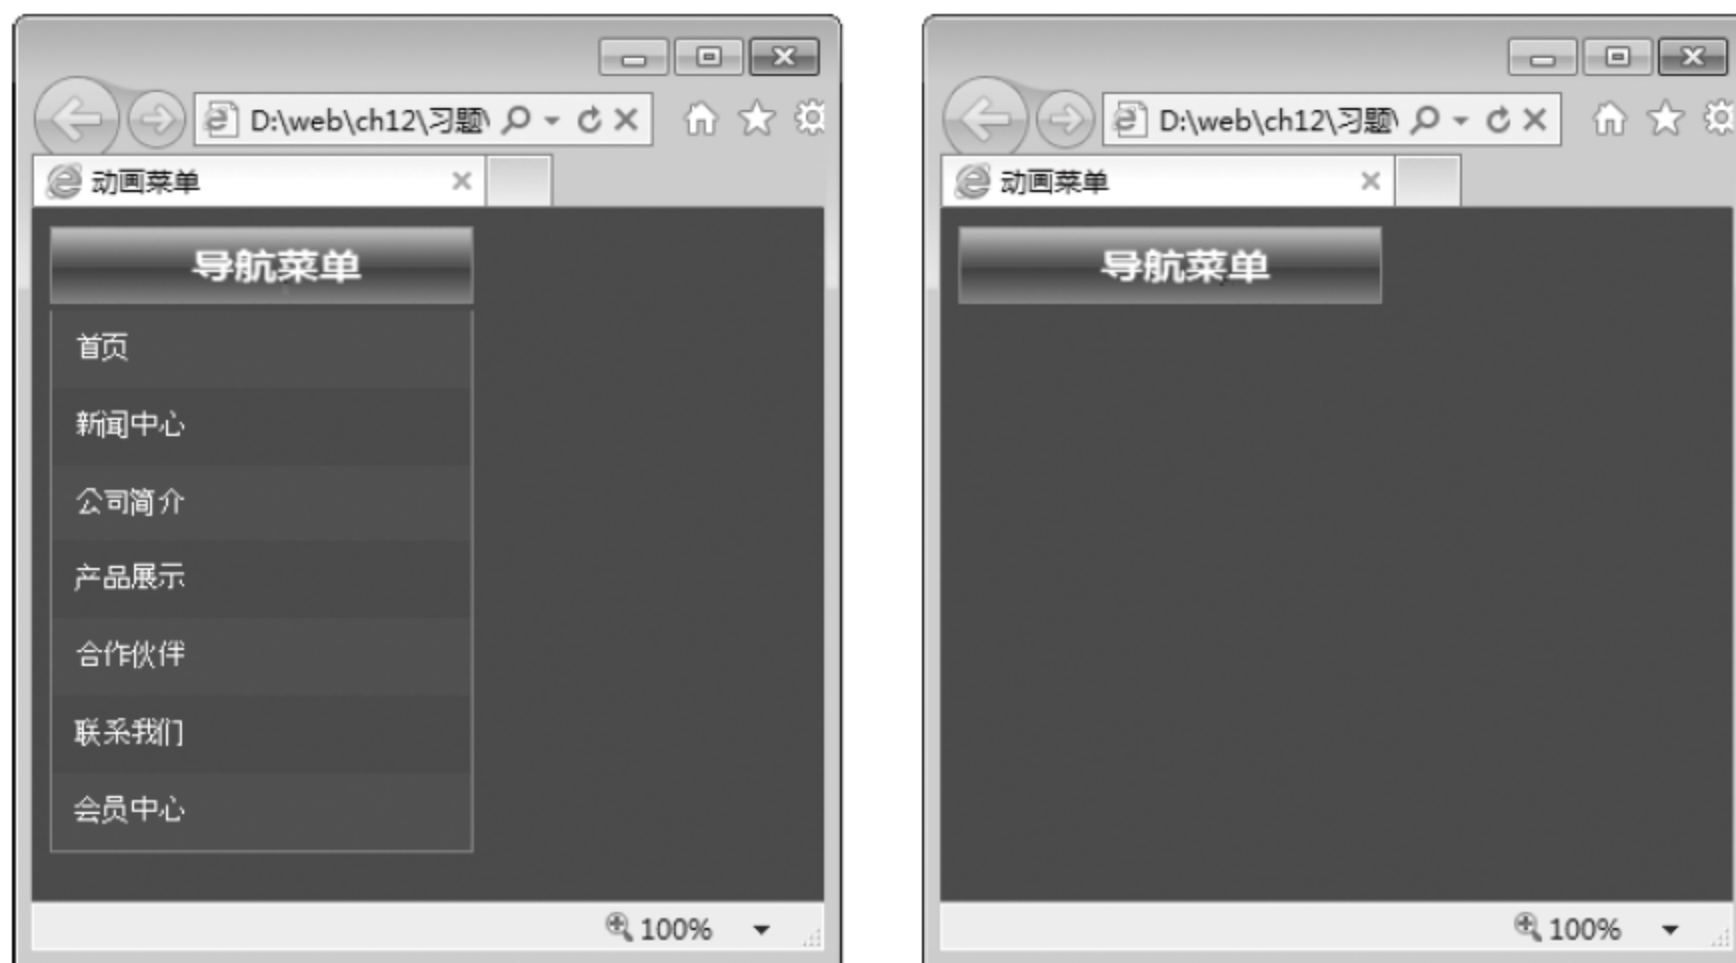 D:\web\ch12\习题\
动画菜单
导航菜单
首页
新闻中心
公司简介
产品展示
合作伙伴
联系我们
会员中心
100%
D:\web\ch12\习题\
动画菜单
导航菜单
100%